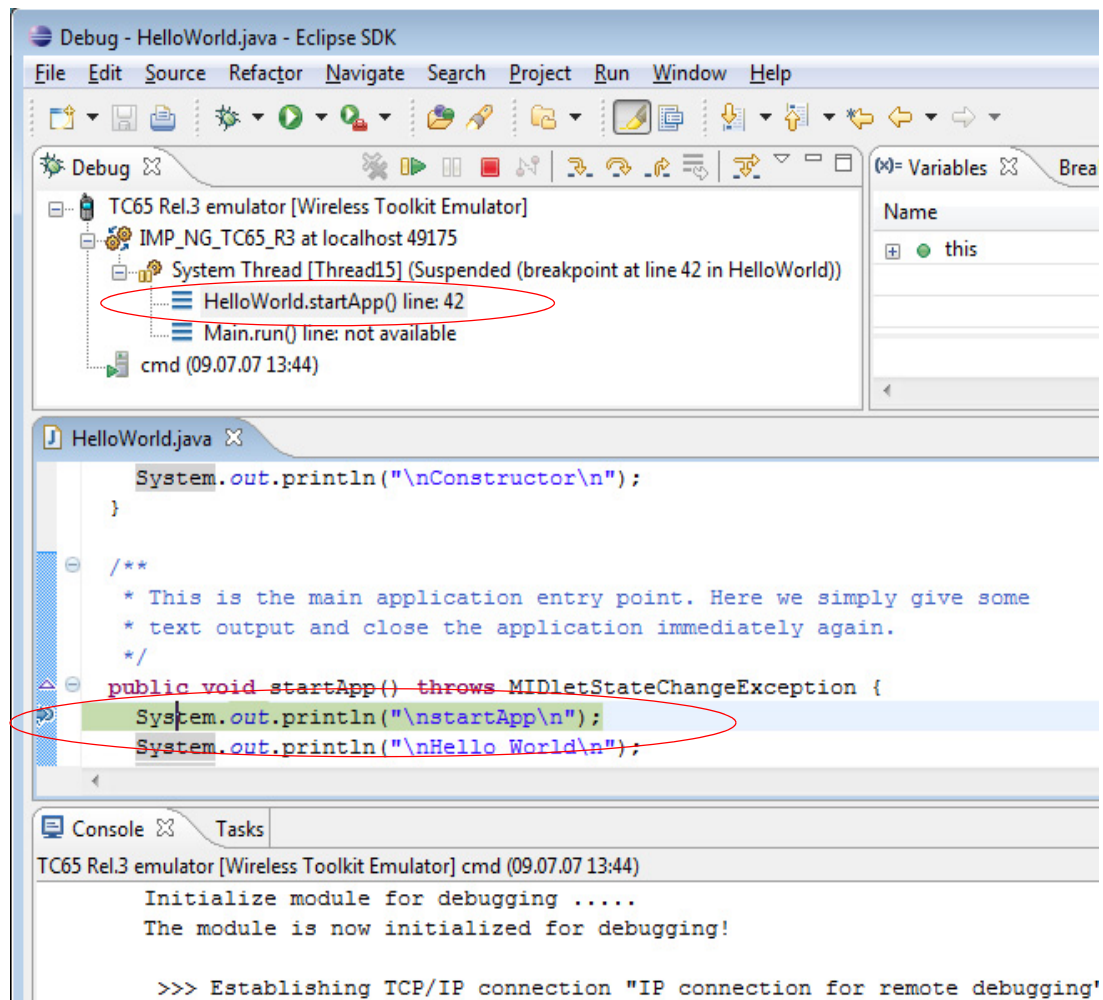 Debug - HelloWorld.java - Eclipse SDK
File Edit Source Refactor Navigate Search Project Run Window Help
Debug
TC65 Rel.3 emulator [Wireless Toolkit Emulator]
IMP_NG_TC65_R3 at localhost 49175
System Thread [Thread15] (Suspended (breakpoint at line 42 in HelloWorld))
HelloWorld.startApp() line: 42
Main.run() line: not available
cmd (09.07.07 13:44)
(x)= Variables Brea
Name
this
HelloWorld.java
System.out.println("\nConstructor\n");
}
/**
* This is the main application entry point. Here we simply give some
* text output and close the application immediately again.
*/
public void startApp() throws MIDletStateChangeException {
System.out.println("\nstartApp\n");
System.out.println("\nHello World\n");
Console Tasks
TC65 Rel.3 emulator [Wireless Toolkit Emulator] cmd (09.07.07 13:44)
Initialize module for debugging .....
The module is now initialized for debugging!
>>> Establishing TCP/IP connection "IP connection for remote debugging"